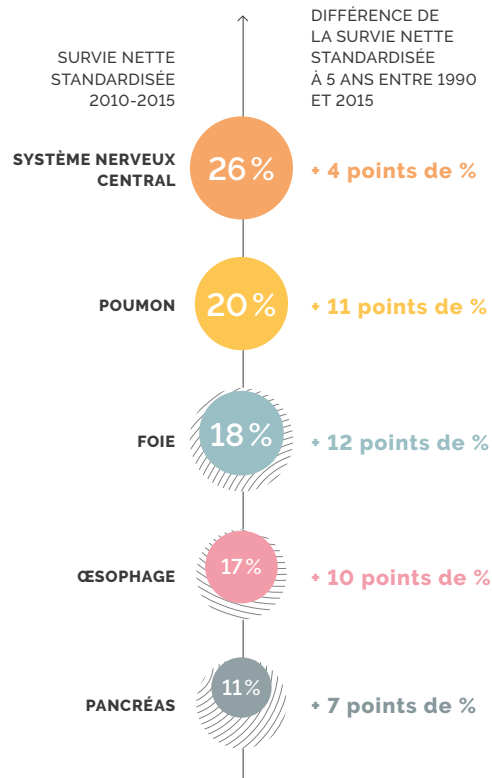 SURVIE NETTE
STANDARDISÉE
2010-2015
DIFFÉRENCE DE
LA SURVIE NETTE
STANDARDISÉE
À 5 ANS ENTRE 1990
ET 2015
SYSTÈME NERVEUX
CENTRAL
26 %
+ 4 points de %
POUMON
20 %
+ 11 points de %
FOIE
18 %
+ 12 points de %
ŒSOPHAGE
17 %
+ 10 points de %
PANCRÉAS
11 %
+ 7 points de %